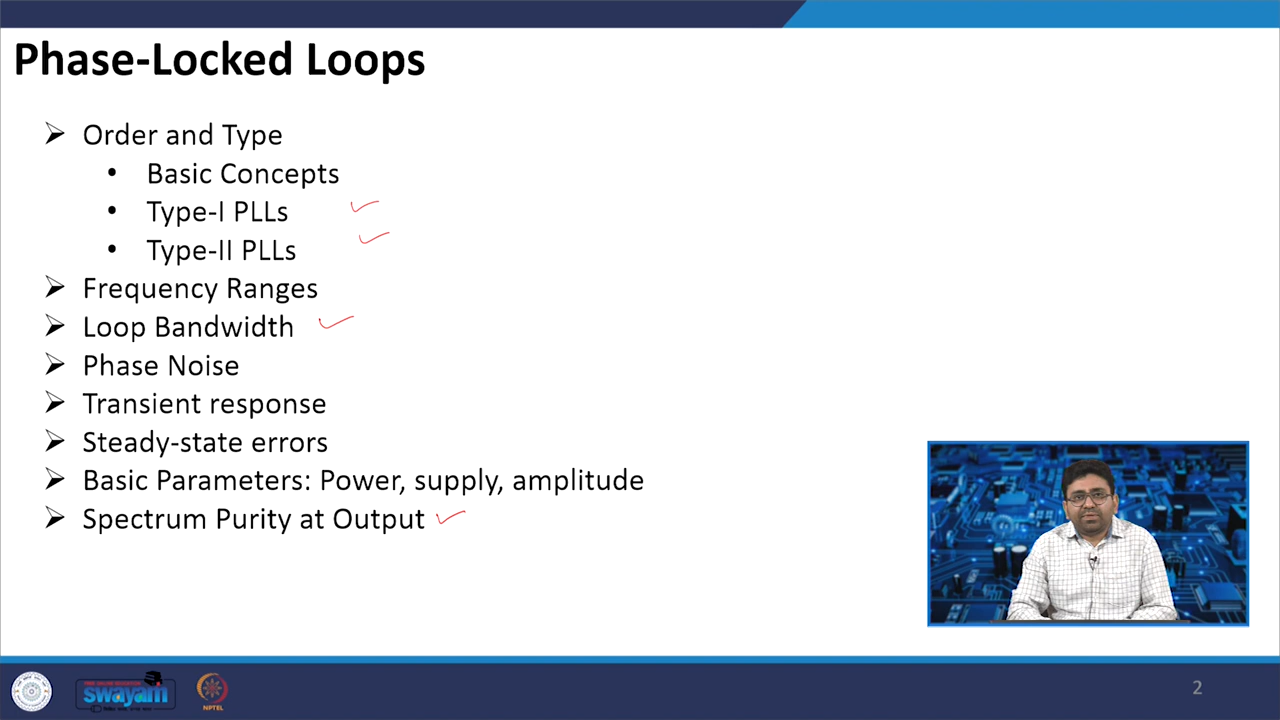 Phase-Locked Loops
➢ Order and Type
• Basic Concepts
• Type-I PLLs
• Type-II PLLs
➢ Frequency Ranges
➢ Loop Bandwidth
➢ Phase Noise
➢ Transient response
➢ Steady-state errors
➢ Basic Parameters: Power, supply, amplitude
➢ Spectrum Purity at Output
swayam
NPTEL
2